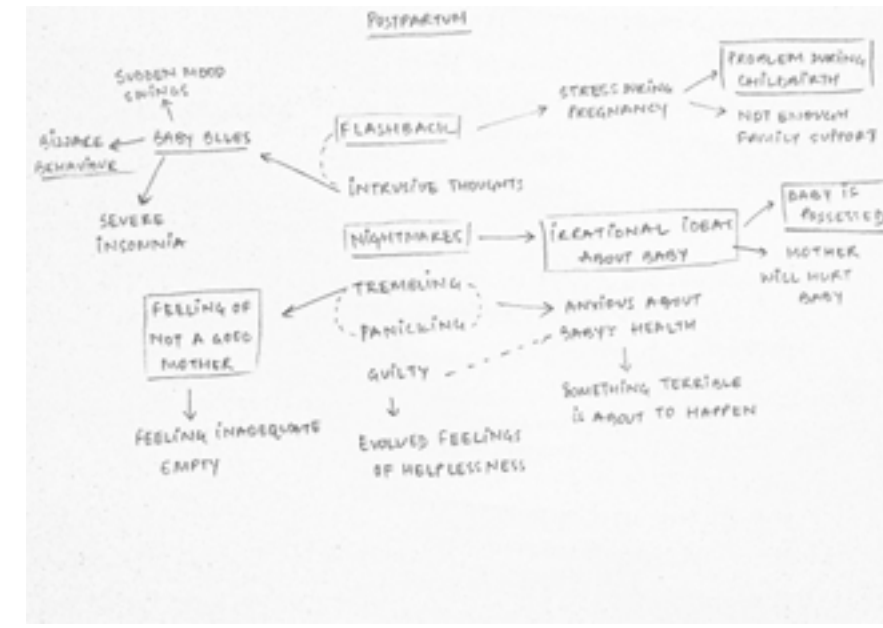 POSTPARTUM
SUDDEN MOOD
SWINGS
BIZZARE
BEHAVIOUR
BABY BLUES
SEVERE
INSOMNIA
FLASHBACK
INTRUSIVE THOUGHTS
STRESS DURING
PREGNANCY
PROBLEM DURING
CHILDBIRTH
NOT ENOUGH
FAMILY SUPPORT
NIGHTMARES
IRRATIONAL IDEAS
ABOUT BABY
BABY IS
POSSESSED
MOTHER
WILL HURT
BABY
TREMBLING
PANICKING
GUILTY
FEELING OF
NOT A GOOD
MOTHER
FEELING INADEQUATE
EMPTY
EVOLVED FEELINGS
OF HELPLESSNESS
ANXIOUS ABOUT
BABY'S HEALTH
SOMETHING TERRIBLE
IS ABOUT TO HAPPEN